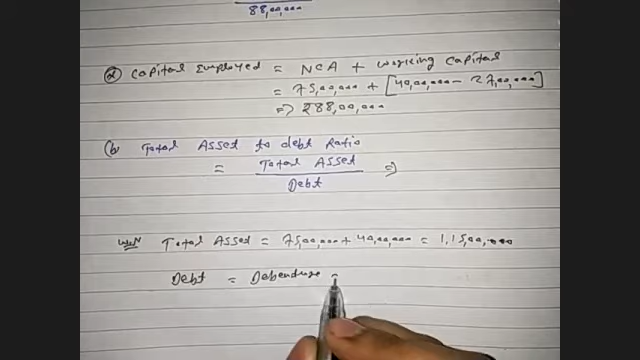 88,00,000
(a) Capital Employed = NCA + working capital
= 75,00,000 + [40,00,000 - 27,00,000]
=> ₹88,00,000
(b) Total Asset to debt Ratio
= Total Asset / Debt =>
W.N Total Asset = 75,00,000 + 40,00,000 = 1,15,00,000
Debt = Debenture =